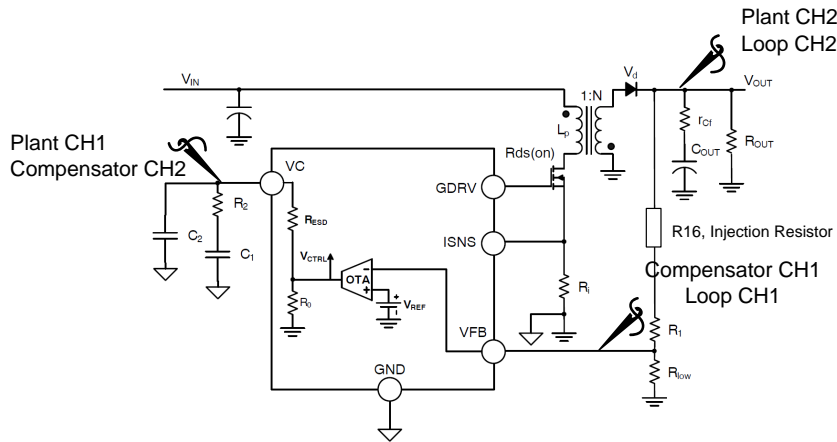 Plant CH2
Loop CH2
VIN
Vd
VOUT
1:N
Lp
rCf
COUT
ROUT
Plant CH1
Compensator CH2
VC
Rds(on)
GDRV
R2
RESD
R16, Injection Resistor
C2
C1
VCTRL
ISNS
OTA
Compensator CH1
Loop CH1
R0
VREF
Ri
VFB
R1
GND
Rlow